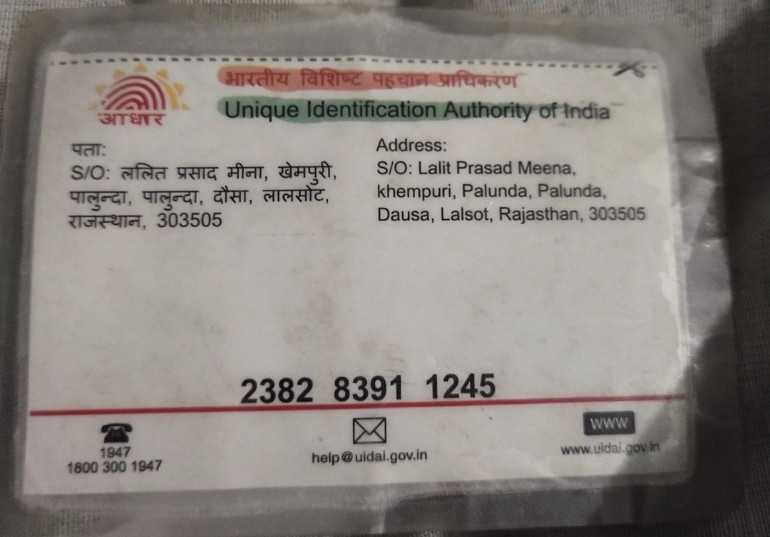 आधार
भारतीय विशिष्ट पहचान प्राधिकरण
Unique Identification Authority of India
पता:
S/O: ललित प्रसाद मीना, खेमपुरी,
पालुन्दा, पालुन्दा, दौसा, लालसोट,
राजस्थान, 303505
Address:
S/O: Lalit Prasad Meena,
khempuri, Palunda, Palunda,
Dausa, Lalsot, Rajasthan, 303505
2382 8391 1245
1947
1800 300 1947
help@uidai.gov.in
www
www.uidai.gov.in